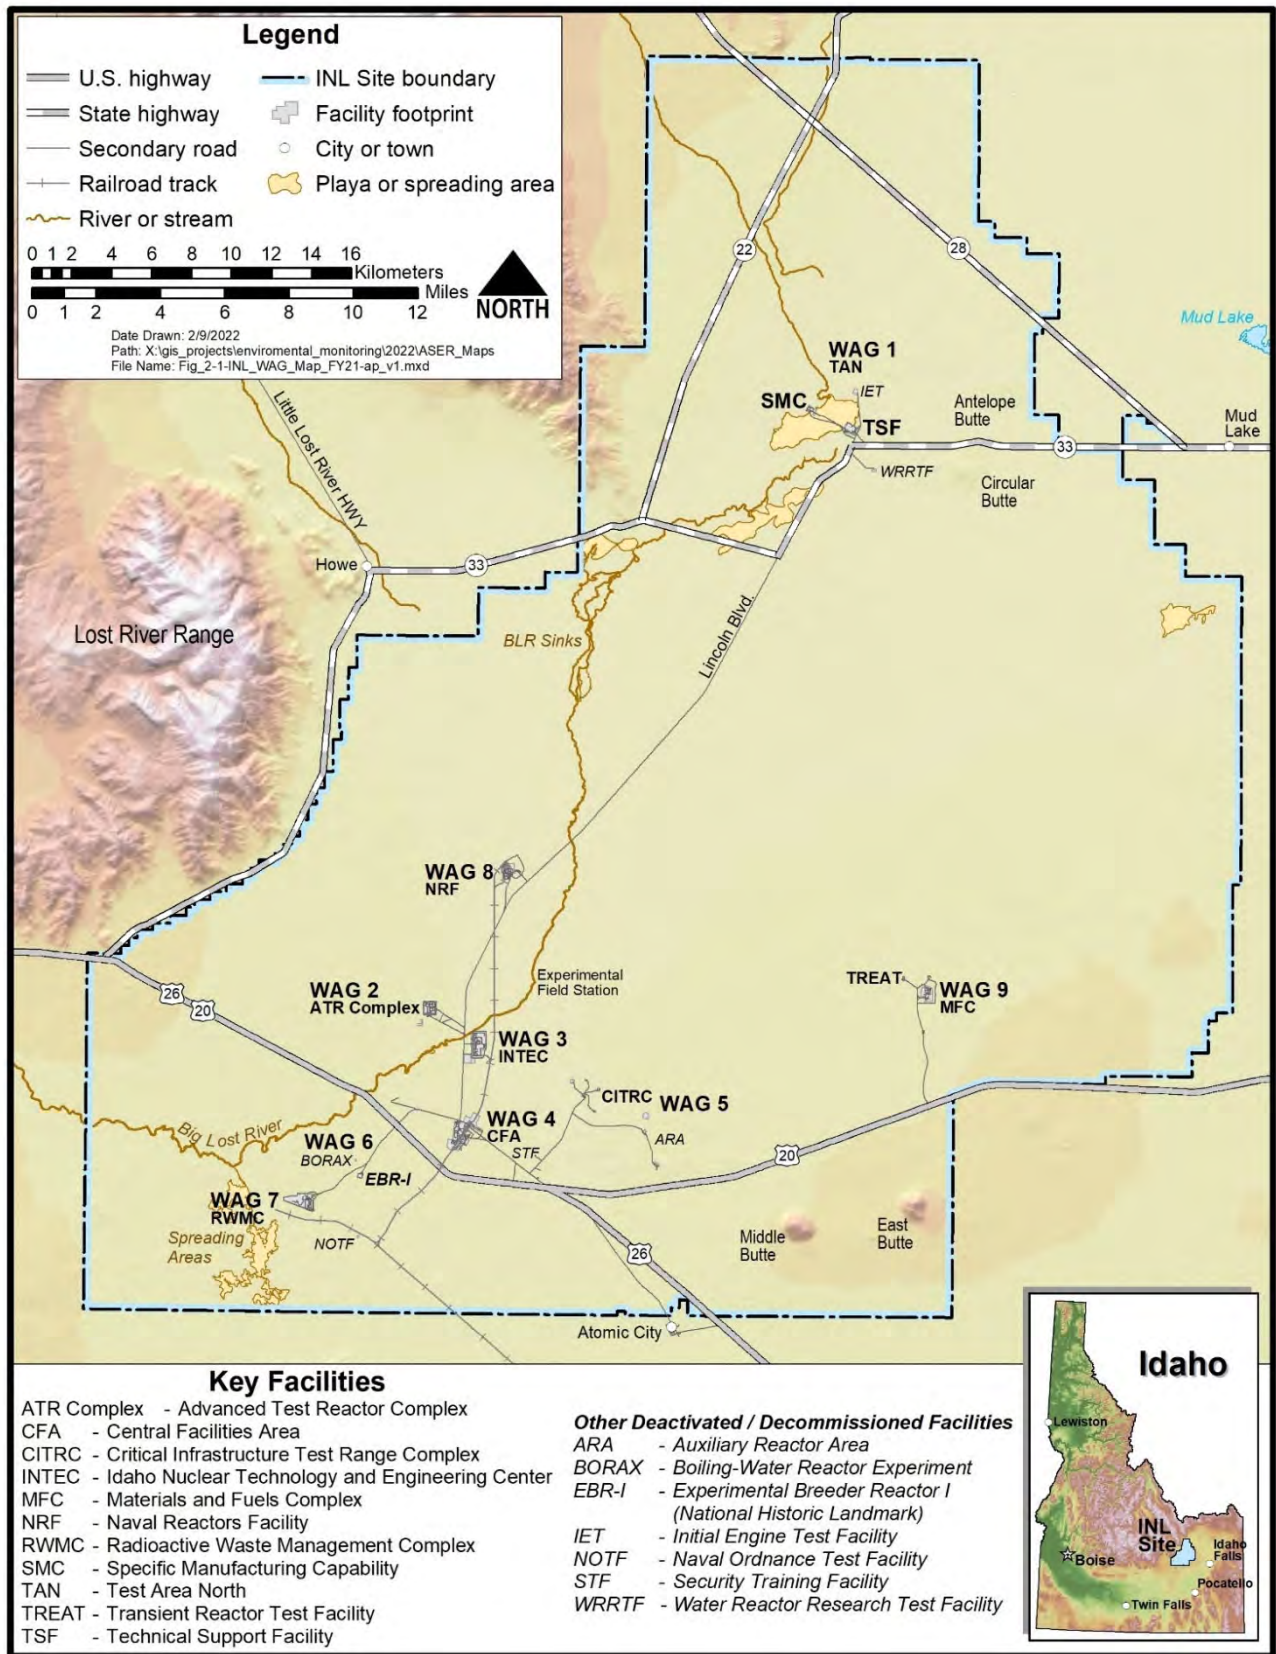 Legend
U.S. highway
State highway
Secondary road
Railroad track
River or stream
INL Site boundary
Facility footprint
City or town
Playa or spreading area
0 1 2 4 6 8 10 12 14 16
Kilometers
Miles
0 1 2 4 6 8 10 12
NORTH
Date Drawn: 2/9/2022
Path: X:\gis_projects\enviromental_monitoring\2022\ASER_Maps
File Name: Fig_2-1-INL_WAG_Map_FY21-ap_v1.mxd
22
28
Mud Lake
WAG 1
TAN
IET
SMC
TSF
Antelope
Butte
Mud
Lake
33
WRRTF
Circular
Butte
Little Lost River HWY
Howe
33
Lost River Range
BLR Sinks
Lincoln Blvd.
WAG 8
NRF
Experimental
Field Station
TREAT
WAG 9
MFC
26
20
WAG 2
ATR Complex
WAG 3
INTEC
CITRC
WAG 5
ARA
WAG 4
CFA
STF
Big Lost River
WAG 6
BORAX
EBR-I
20
WAG 7
RWMC
Spreading
Areas
NOTF
26
Middle
Butte
East
Butte
Atomic City
Key Facilities
ATR Complex - Advanced Test Reactor Complex
CFA - Central Facilities Area
CITRC - Critical Infrastructure Test Range Complex
INTEC - Idaho Nuclear Technology and Engineering Center
MFC - Materials and Fuels Complex
NRF - Naval Reactors Facility
RWMC - Radioactive Waste Management Complex
SMC - Specific Manufacturing Capability
TAN - Test Area North
TREAT - Transient Reactor Test Facility
TSF - Technical Support Facility
Other Deactivated / Decommissioned Facilities
ARA - Auxiliary Reactor Area
BORAX - Boiling-Water Reactor Experiment
EBR-I - Experimental Breeder Reactor I
(National Historic Landmark)
IET - Initial Engine Test Facility
NOTF - Naval Ordnance Test Facility
STF - Security Training Facility
WRRTF - Water Reactor Research Test Facility
Idaho
Lewiston
INL
Site
Idaho
Falls
Boise
Pocatello
Twin Falls